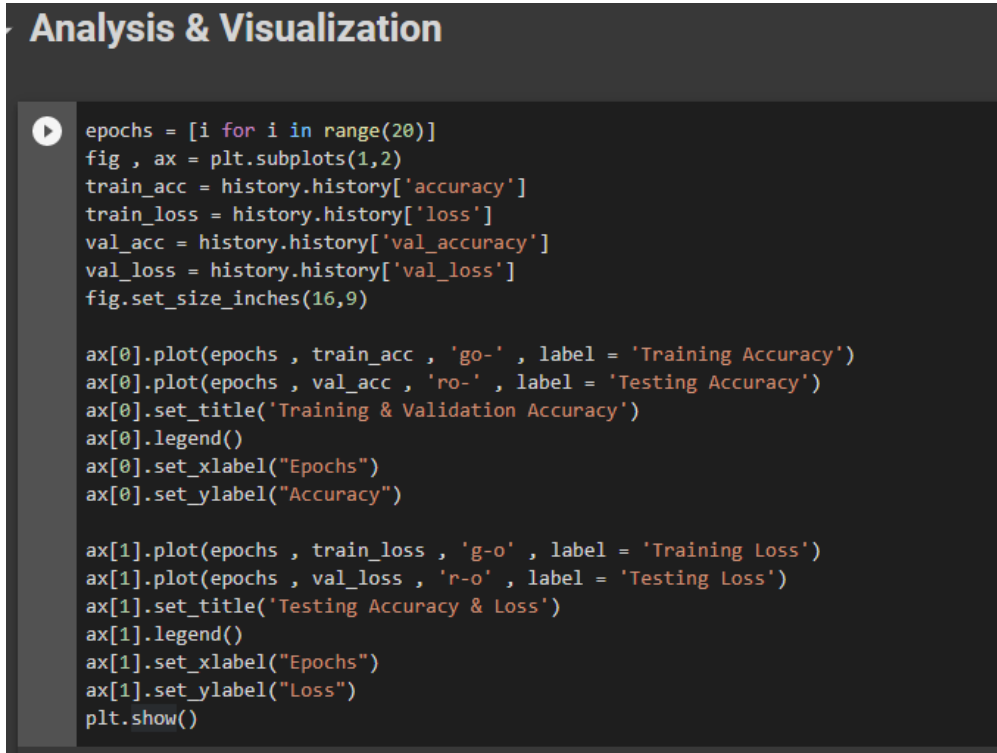 Analysis & Visualization
epochs = [i for i in range(20)]
fig , ax = plt.subplots(1,2)
train_acc = history.history['accuracy']
train_loss = history.history['loss']
val_acc = history.history['val_accuracy']
val_loss = history.history['val_loss']
fig.set_size_inches(16,9)
ax[0].plot(epochs , train_acc , 'go-' , label = 'Training Accuracy')
ax[0].plot(epochs , val_acc , 'ro-' , label = 'Testing Accuracy')
ax[0].set_title('Training & Validation Accuracy')
ax[0].legend()
ax[0].set_xlabel("Epochs")
ax[0].set_ylabel("Accuracy")
ax[1].plot(epochs , train_loss , 'g-o' , label = 'Training Loss')
ax[1].plot(epochs , val_loss , 'r-o' , label = 'Testing Loss')
ax[1].set_title('Testing Accuracy & Loss')
ax[1].legend()
ax[1].set_xlabel("Epochs")
ax[1].set_ylabel("Loss")
plt.show()